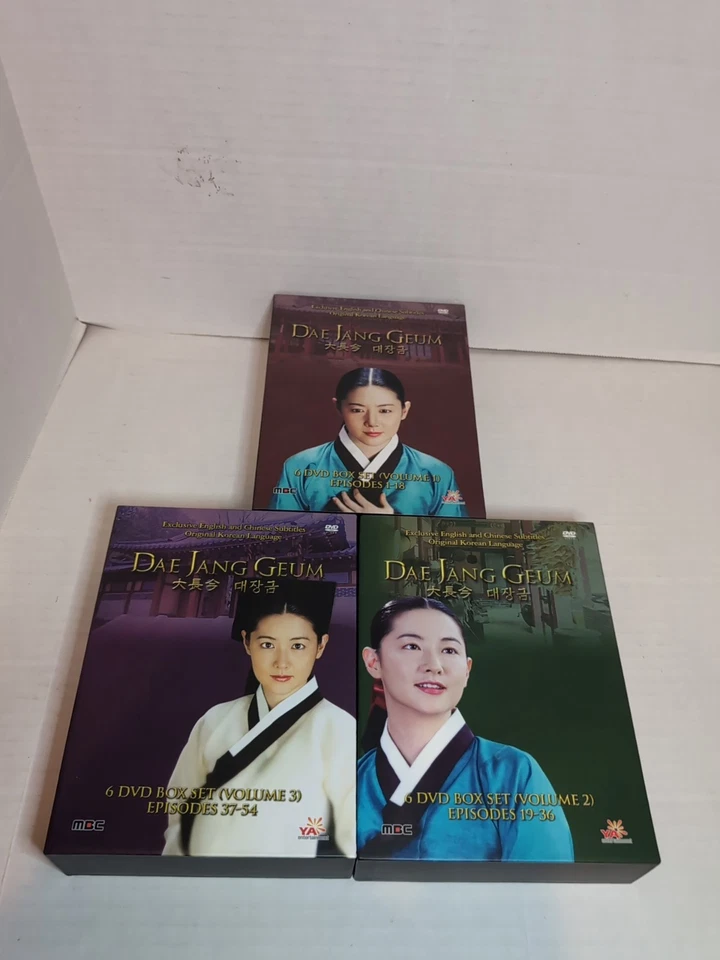 Exclusive English and Chinese Subtitles
Original Korean Language
DAE JANG GEUM
大長今 대장금
6 DVD BOX SET (VOLUME 1)
EPISODES 1-18
MBC
YA
Exclusive English and Chinese Subtitles
Original Korean Language
DVD
DAE JANG GEUM
大長今 대장금
6 DVD BOX SET (VOLUME 3)
EPISODES 37-54
MBC
YA
Exclusive English and Chinese Subtitles
Original Korean Language
DVD
DAE JANG GEUM
大長今 대장금
6 DVD BOX SET (VOLUME 2)
EPISODES 19-36
MBC
YA